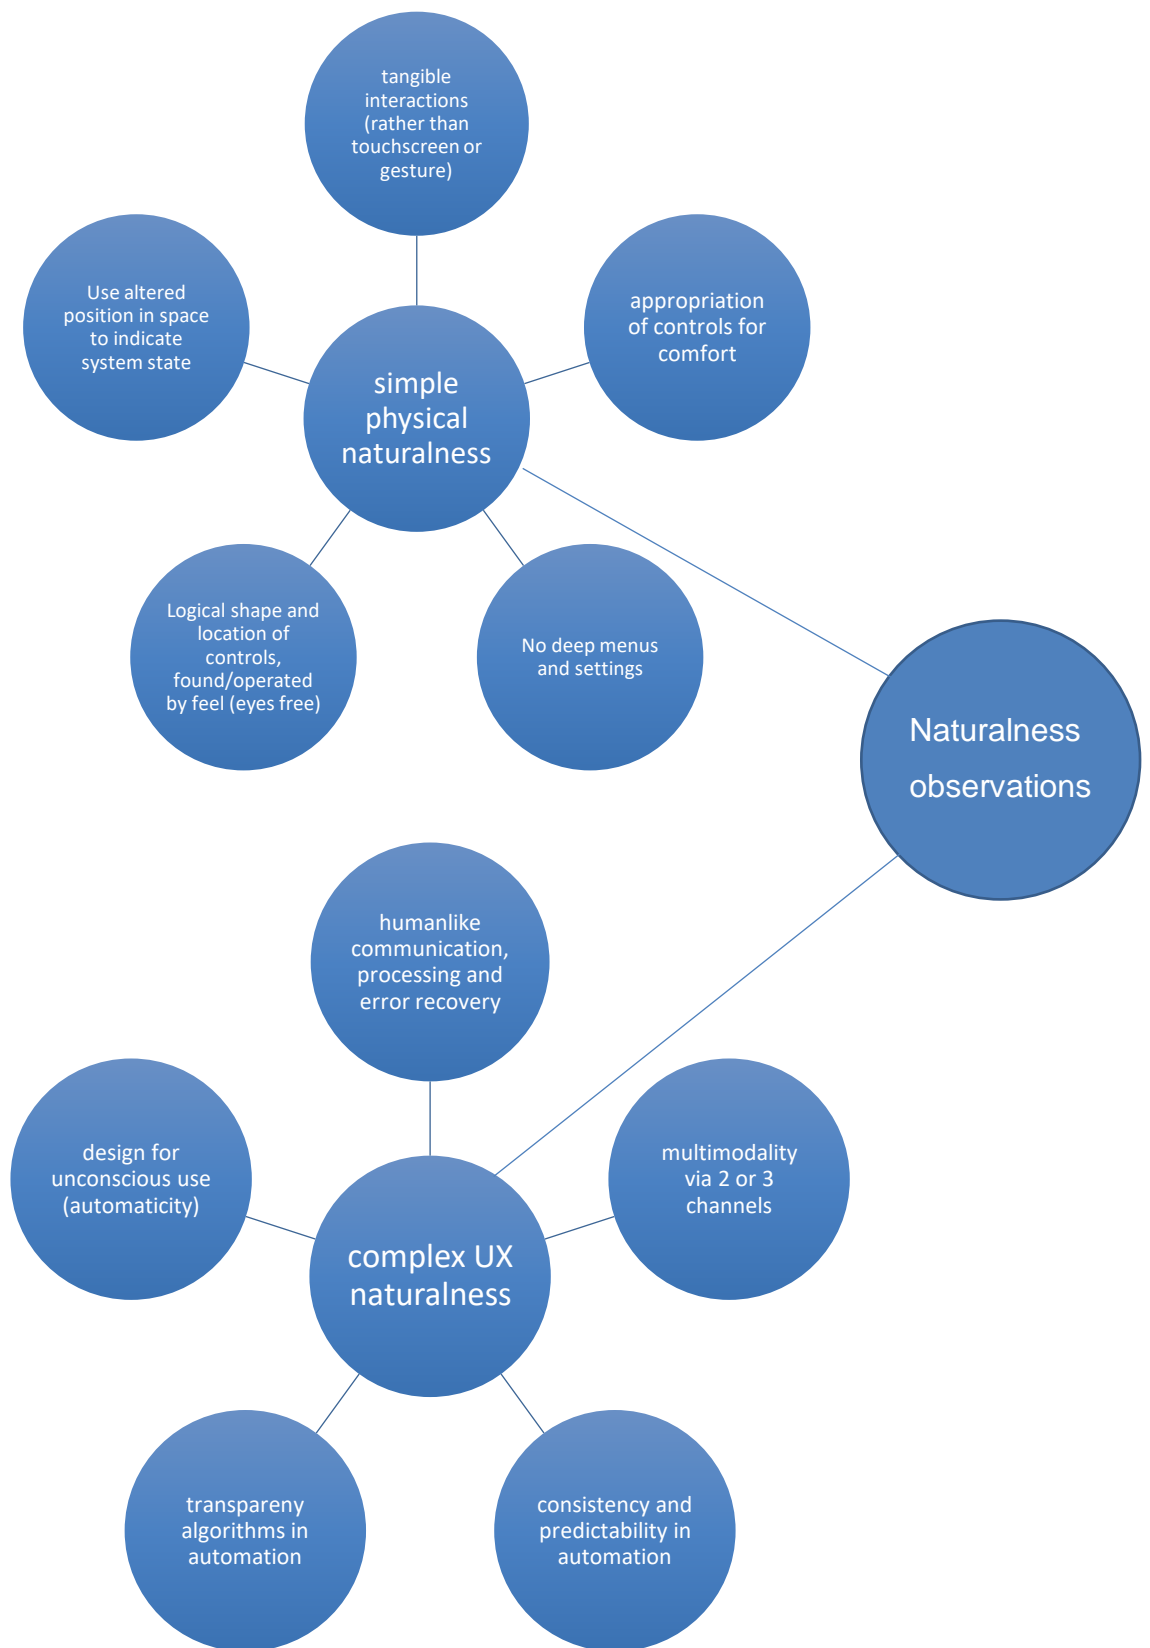 tangible
interactions
(rather than
touchscreen or
gesture)
Use altered
position in space
to indicate
system state
appropriation
of controls for
comfort
simple
physical
naturalness
Logical shape and
location of
controls,
found/operated
by feel (eyes free)
No deep menus
and settings
Naturalness
observations
humanlike
communication,
processing and
error recovery
design for
unconscious use
(automaticity)
multimodality
via 2 or 3
channels
complex UX
naturalness
transpareny
algorithms in
automation
consistency and
predictability in
automation